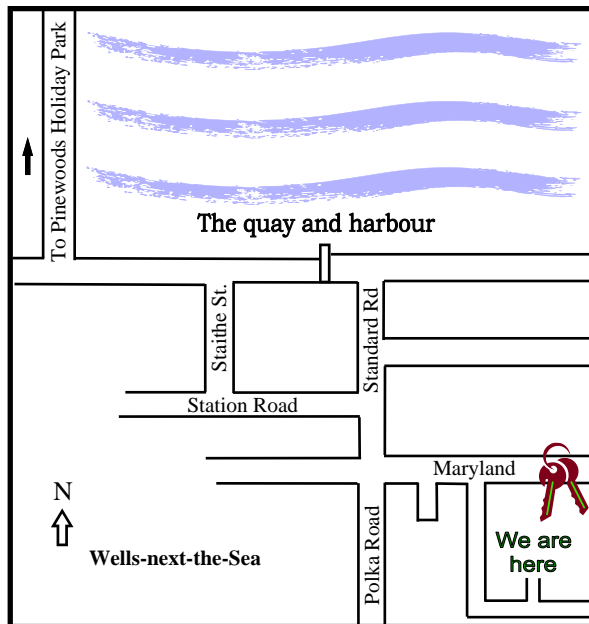 To Pinewoods Holiday Park
The quay and harbour
Staithe St.
Standard Rd
Station Road
Maryland
N
We are
here
Wells-next-the-Sea
Polka Road